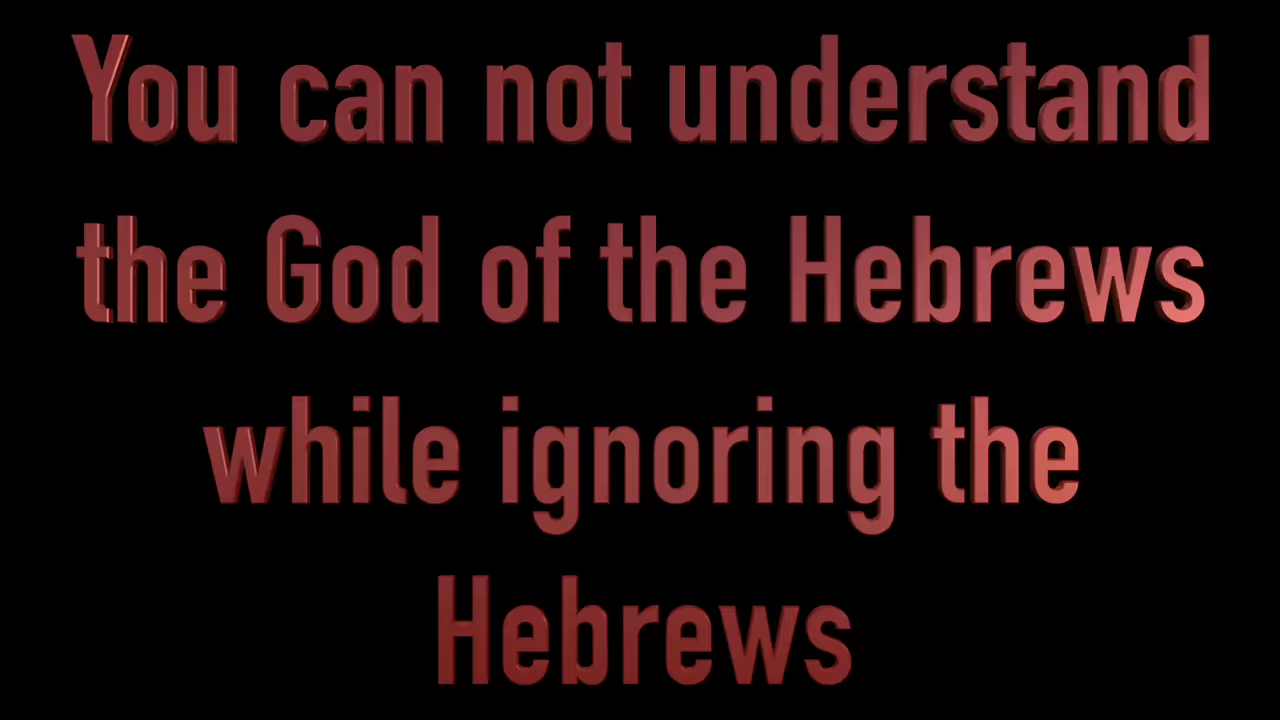 You can not understand
the God of the Hebrews
while ignoring the
Hebrews